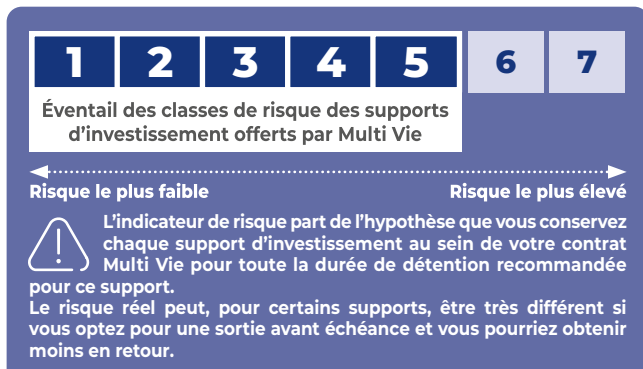 1 2 3 4 5 6 7
Éventail des classes de risque des supports
d’investissement offerts par Multi Vie
Risque le plus faible Risque le plus élevé
L’indicateur de risque part de l’hypothèse que vous conservez
chaque support d’investissement au sein de votre contrat
Multi Vie pour toute la durée de détention recommandée
pour ce support.
Le risque réel peut, pour certains supports, être très différent si
vous optez pour une sortie avant échéance et vous pourriez obtenir
moins en retour.